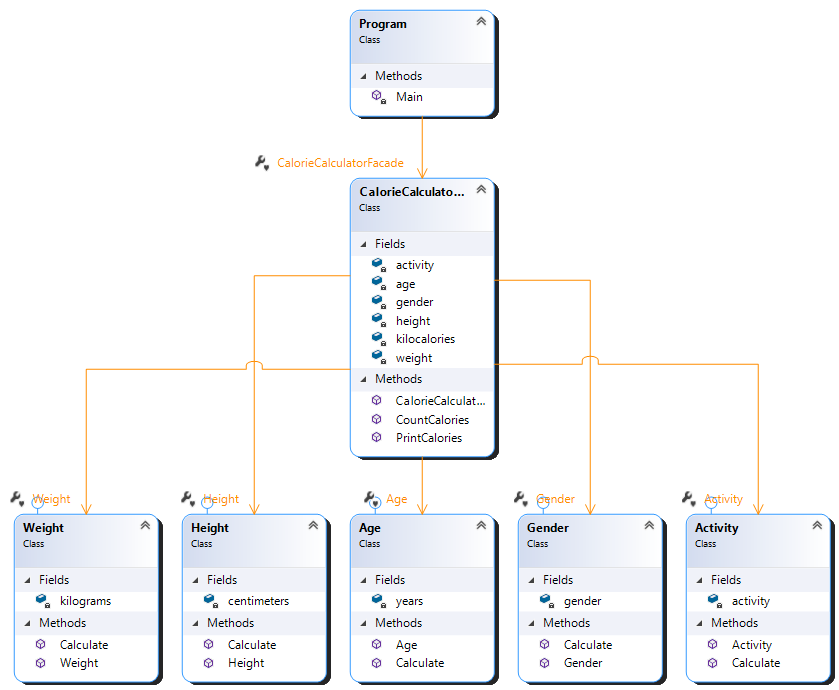 Program
Class
Methods
Main
CalorieCalculatorFacade
CalorieCalculato...
Class
Fields
activity
age
gender
height
kilocalories
weight
Methods
CalorieCalculat...
CountCalories
PrintCalories
Weight
Height
Age
Gender
Activity
Weight
Class
Fields
kilograms
Methods
Calculate
Weight
Height
Class
Fields
centimeters
Methods
Calculate
Height
Age
Class
Fields
years
Methods
Age
Calculate
Gender
Class
Fields
gender
Methods
Calculate
Gender
Activity
Class
Fields
activity
Methods
Activity
Calculate